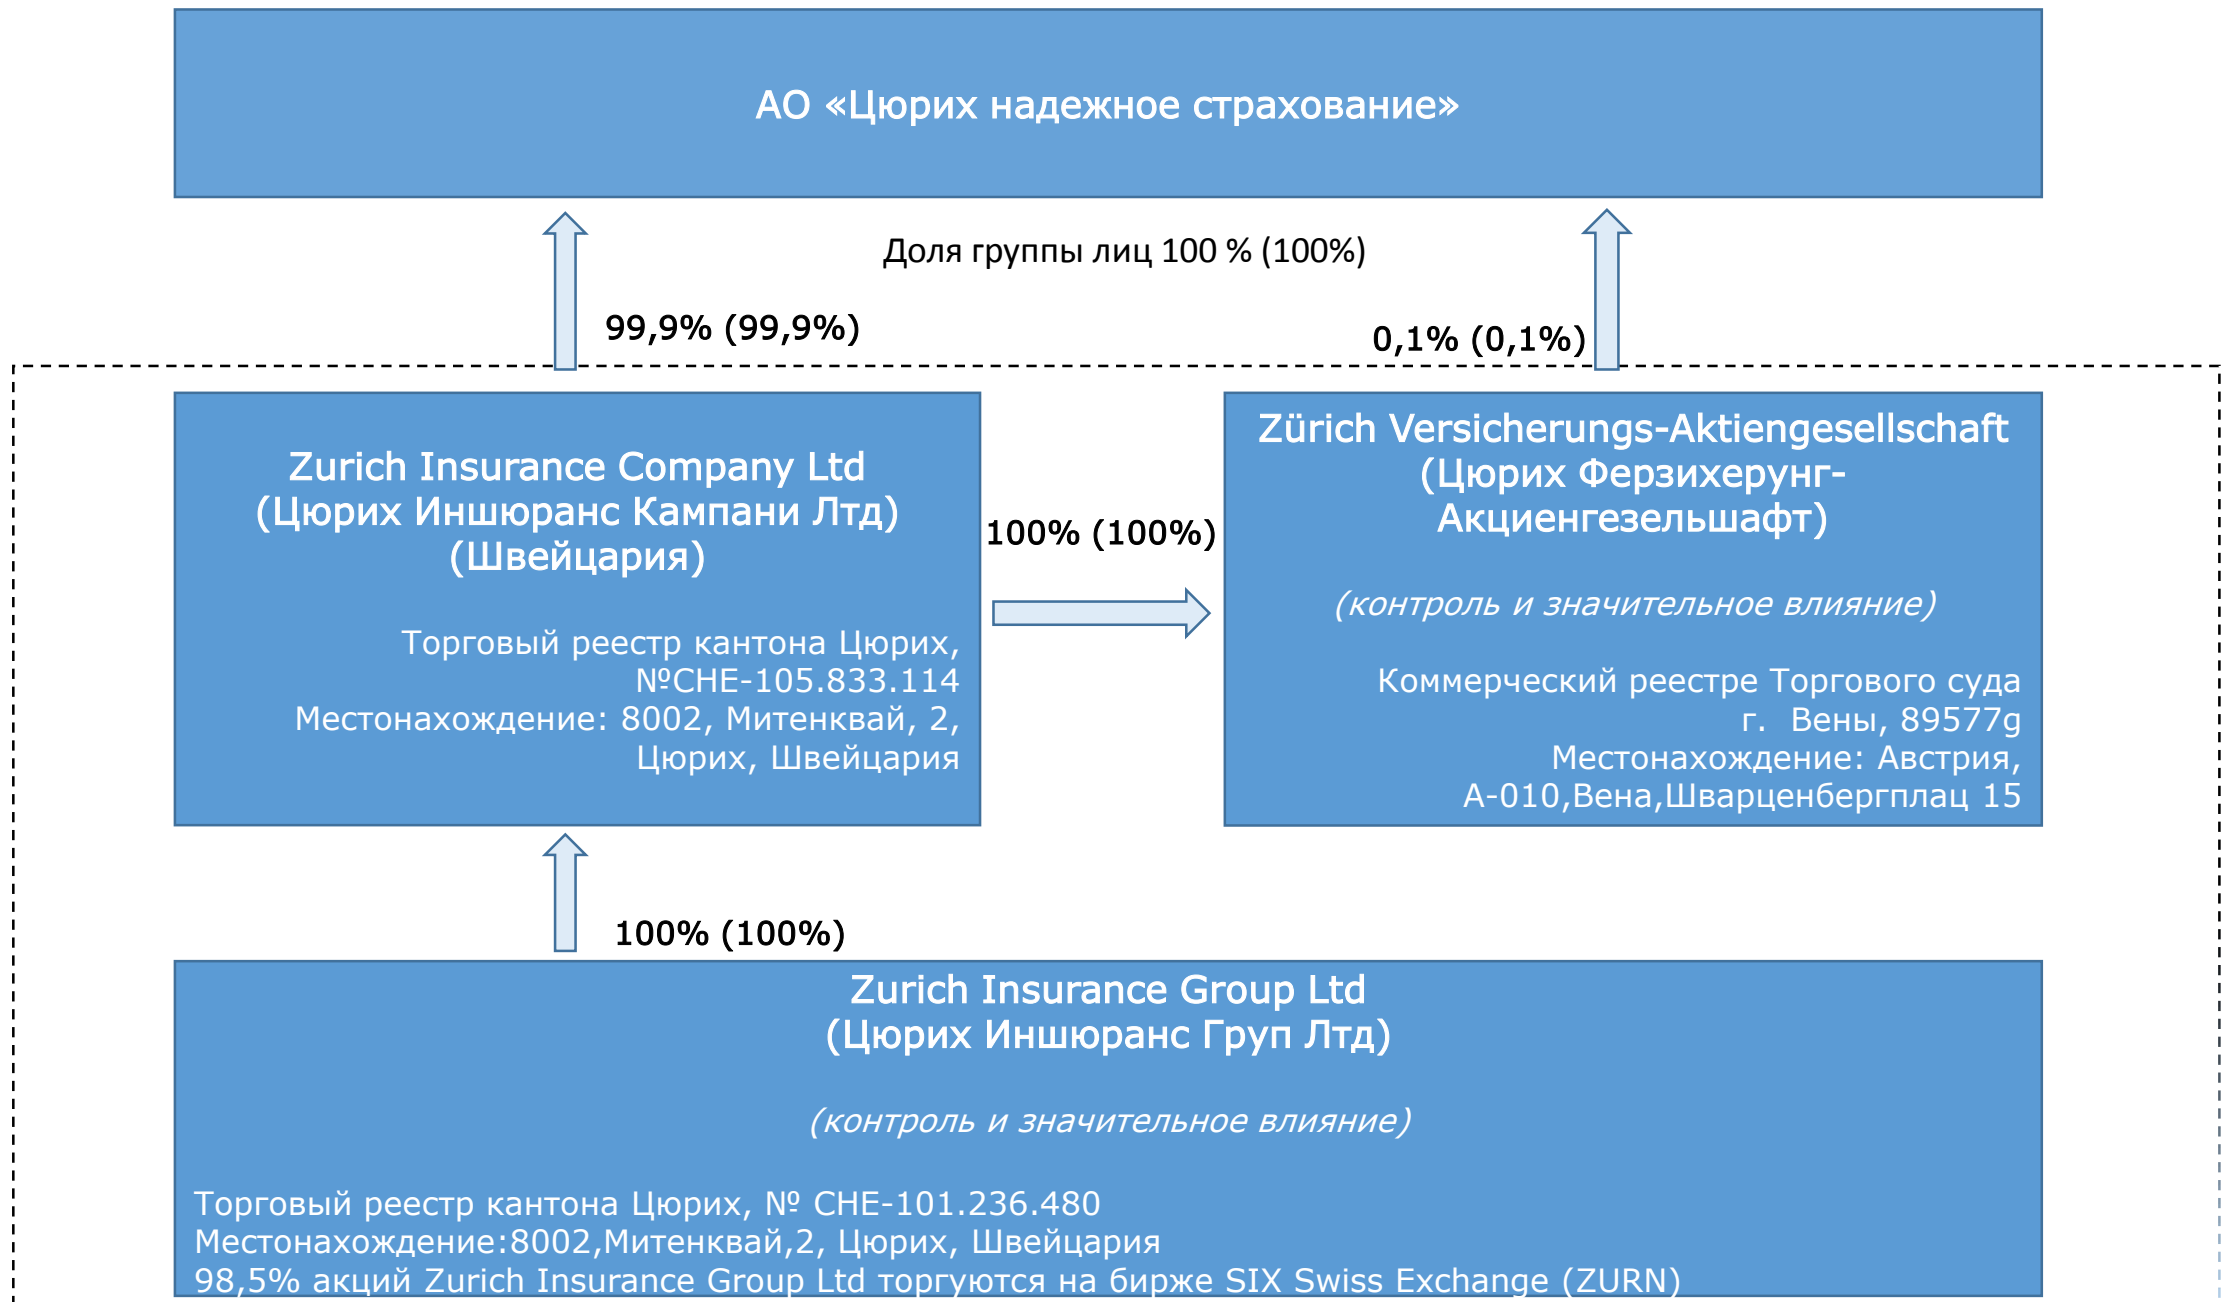 АО «Цюрих надежное страхование»
Доля группы лиц 100 % (100%)
99,9% (99,9%)
0,1% (0,1%)
Zurich Insurance Company Ltd
(Цюрих Иншюранс Кампани Лтд)
(Швейцария)
Торговый реестр кантона Цюрих,
№CHE-105.833.114
Местонахождение: 8002, Митенквай, 2,
Цюрих, Швейцария
100% (100%)
Zürich Versicherungs-Aktiengesellschaft
(Цюрих Ферзихерунг-
Акциенгезельшафт)
(контроль и значительное влияние)
Коммерческий реестре Торгового суда
г. Вены, 89577g
Местонахождение: Австрия,
А-010,Вена,Шварценбергплац 15
100% (100%)
Zurich Insurance Group Ltd
(Цюрих Иншюранс Груп Лтд)
(контроль и значительное влияние)
Торговый реестр кантона Цюрих, № CHE-101.236.480
Местонахождение:8002,Митенквай,2, Цюрих, Швейцария
98,5% акций Zurich Insurance Group Ltd торгуются на бирже SIX Swiss Exchange (ZURN)